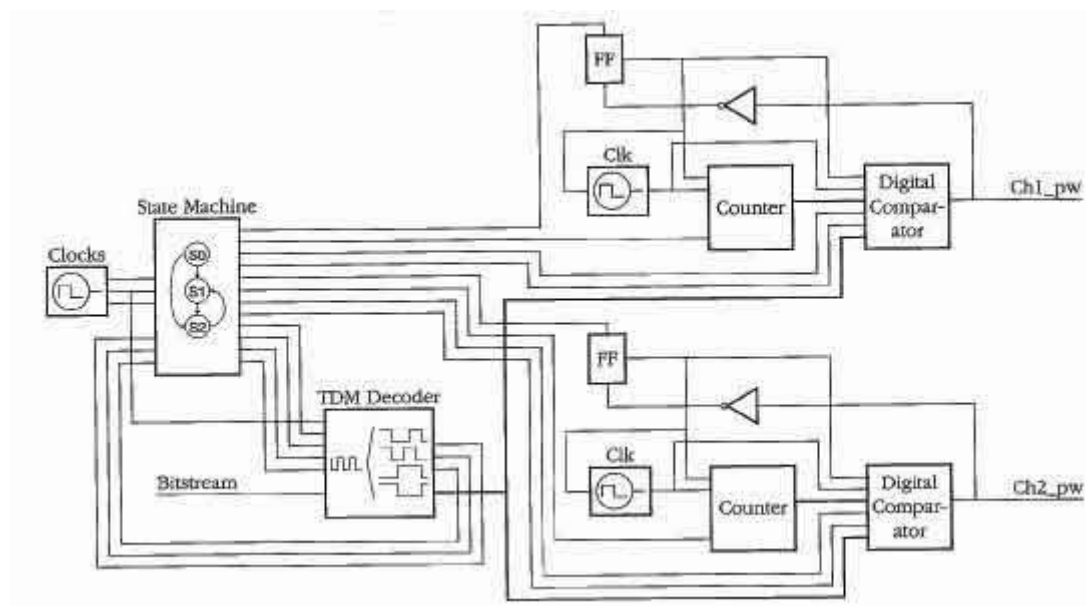 FF
Clk
Counter
Digital
Compar-
ator
Ch1_pw
State Machine
Clocks
S0
S1
S2
TDM Decoder
Bitstream
FF
Clk
Counter
Digital
Compar-
ator
Ch2_pw